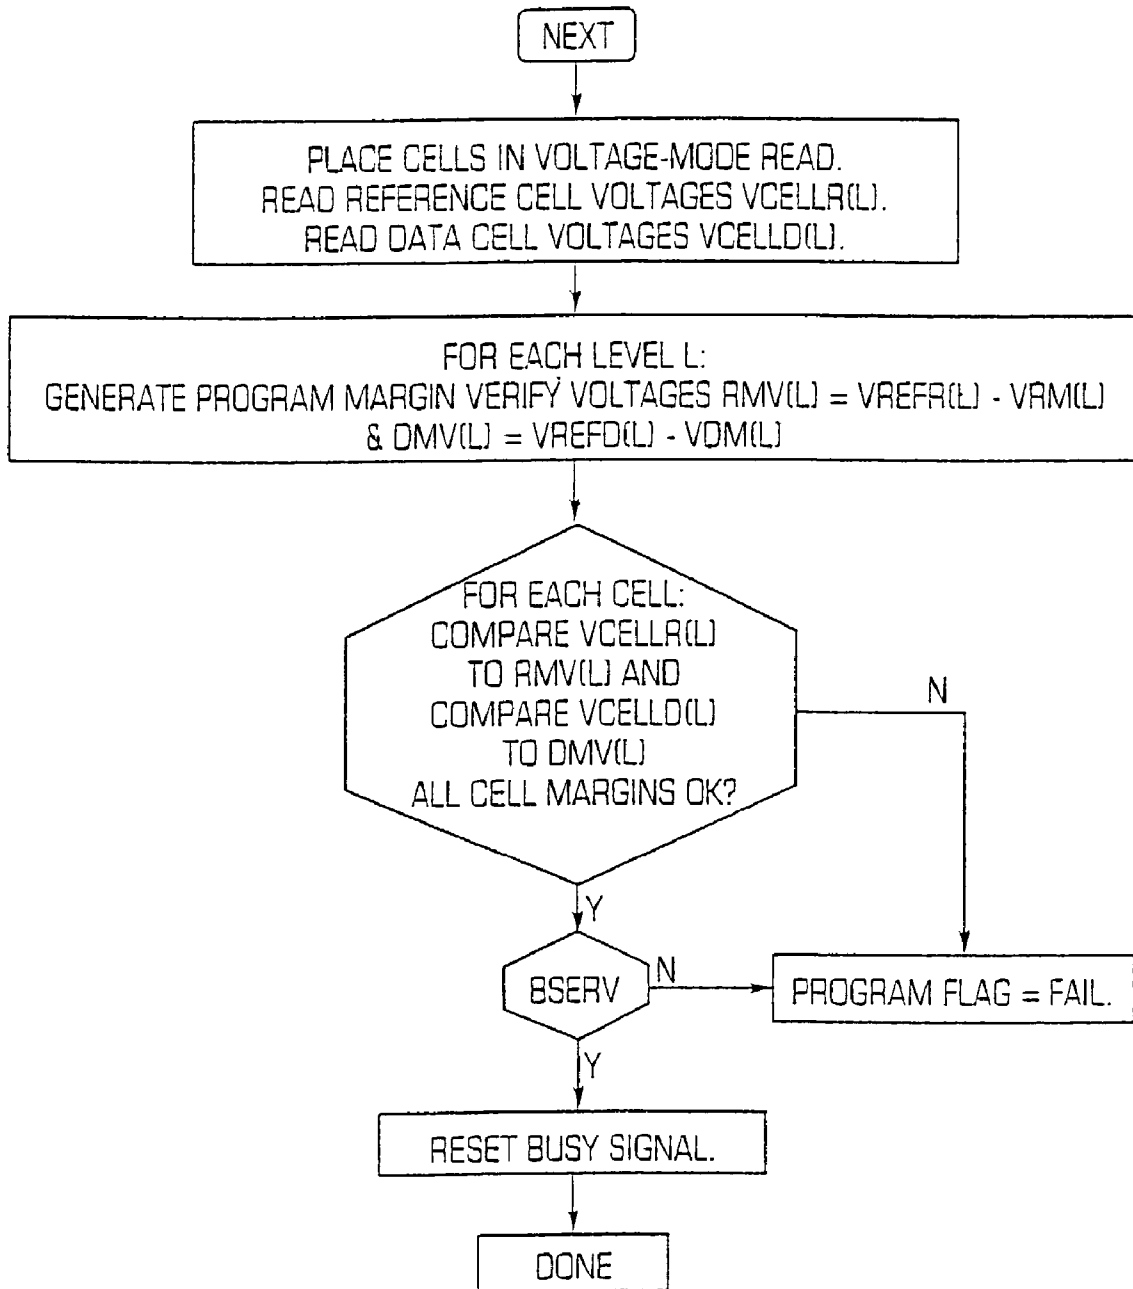 NEXT
PLACE CELLS IN VOLTAGE-MODE READ.
READ REFERENCE CELL VOLTAGES VCELLR(L).
READ DATA CELL VOLTAGES VCELLD(L).
FOR EACH LEVEL L:
GENERATE PROGRAM MARGIN VERIFY VOLTAGES RMV(L) = VREFR(L) - VRM(L)
& DMV(L) = VREFD(L) - VDM(L)
FOR EACH CELL:
COMPARE VCELLR(L)
TO RMV(L) AND
COMPARE VCELLD(L)
TO DMV(L)
ALL CELL MARGINS OK?
N
Y
BSERV
N
PROGRAM FLAG = FAIL.
Y
RESET BUSY SIGNAL.
DONE